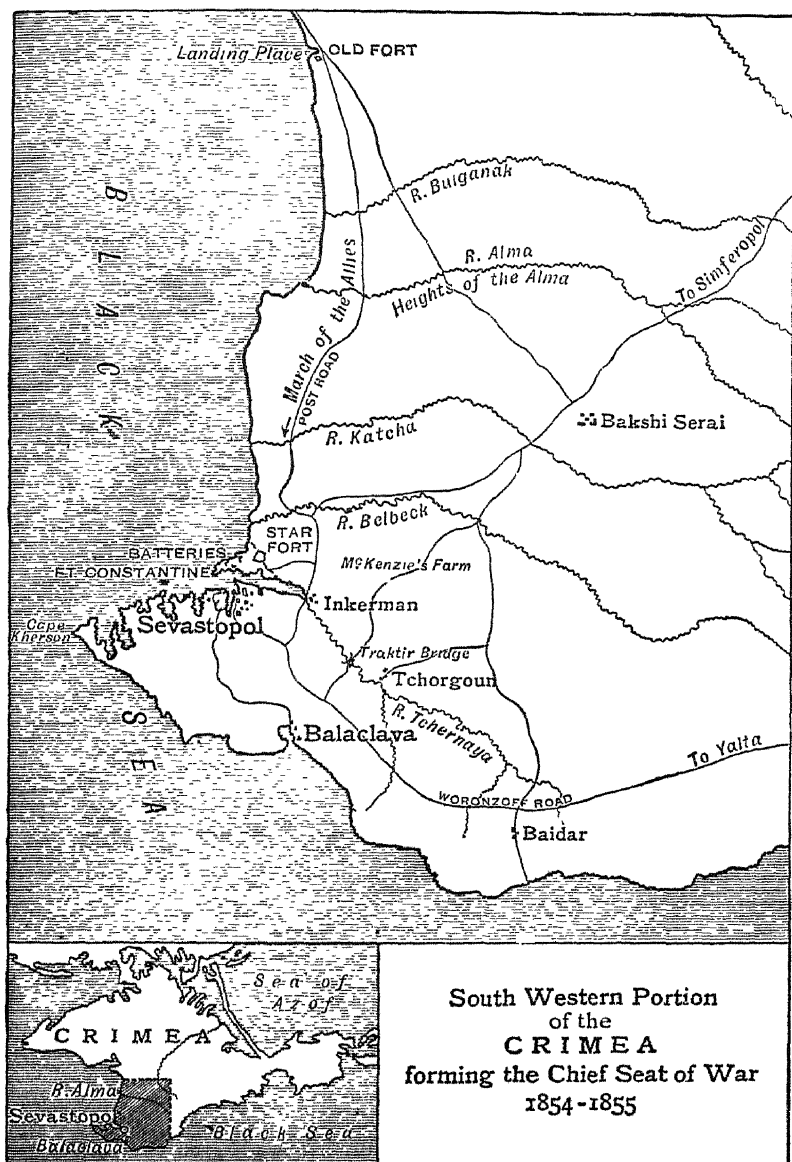 Landing Place
OLD FORT
BLACK
SEA
R. Bulganak
R. Alma
Heights of the Alma
To Simferopol
← March of the Allies
POST ROAD
Bakshi Serai
R. Katcha
R. Belbeck
STAR
FORT
BATTERIES
FT CONSTANTINE
McKenzie's Farm
Inkerman
Cape
Kherson
Sevastopol
Traktir Bridge
Tchorgoun
R. Tchernaya
Balaclava
To Yalta
WORONZOFF ROAD
Baidar
Sea of
Azof
CRIMEA
R. Alma
Sevastopol
Balaclava
Black Sea
South Western Portion
of the
CRIMEA
forming the Chief Seat of War
1854-1855